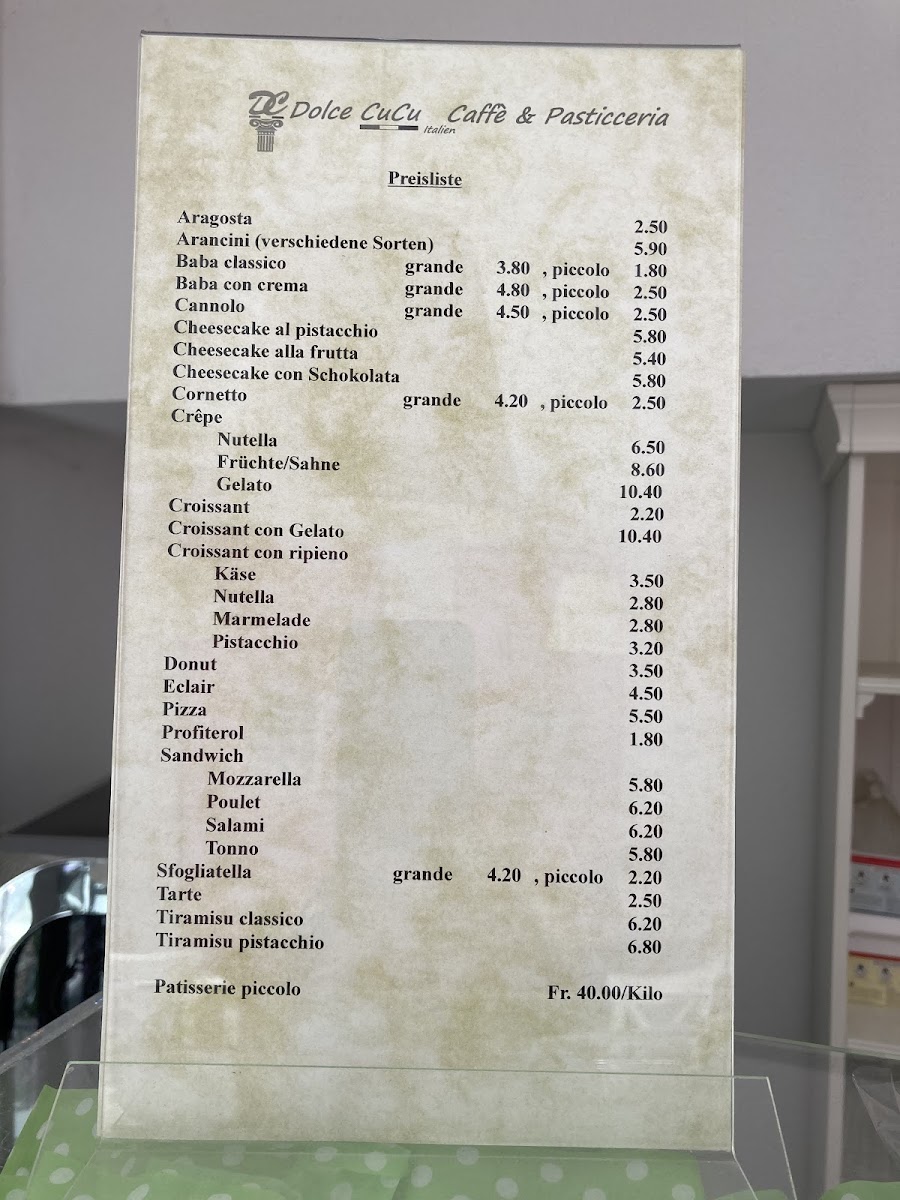 DC Dolce CuCu Caffè & Pasticceria
Italien
Preisliste
Aragosta 2.50
Arancini (verschiedene Sorten) 5.90
Baba classico grande 3.80 , piccolo 1.80
Baba con crema grande 4.80 , piccolo 2.50
Cannolo grande 4.50 , piccolo 2.50
Cheesecake al pistacchio 5.80
Cheesecake alla frutta 5.40
Cheesecake con Schokolata 5.80
Cornetto grande 4.20 , piccolo 2.50
Crêpe
Nutella 6.50
Früchte/Sahne 8.60
Gelato 10.40
Croissant 2.20
Croissant con Gelato 10.40
Croissant con ripieno
Käse 3.50
Nutella 2.80
Marmelade 2.80
Pistacchio 3.20
Donut 3.50
Eclair 4.50
Pizza 5.50
Profiterol 1.80
Sandwich
Mozzarella 5.80
Poulet 6.20
Salami 6.20
Tonno 5.80
Sfogliatella grande 4.20 , piccolo 2.20
Tarte 2.50
Tiramisu classico 6.20
Tiramisu pistacchio 6.80
Patisserie piccolo Fr. 40.00/Kilo